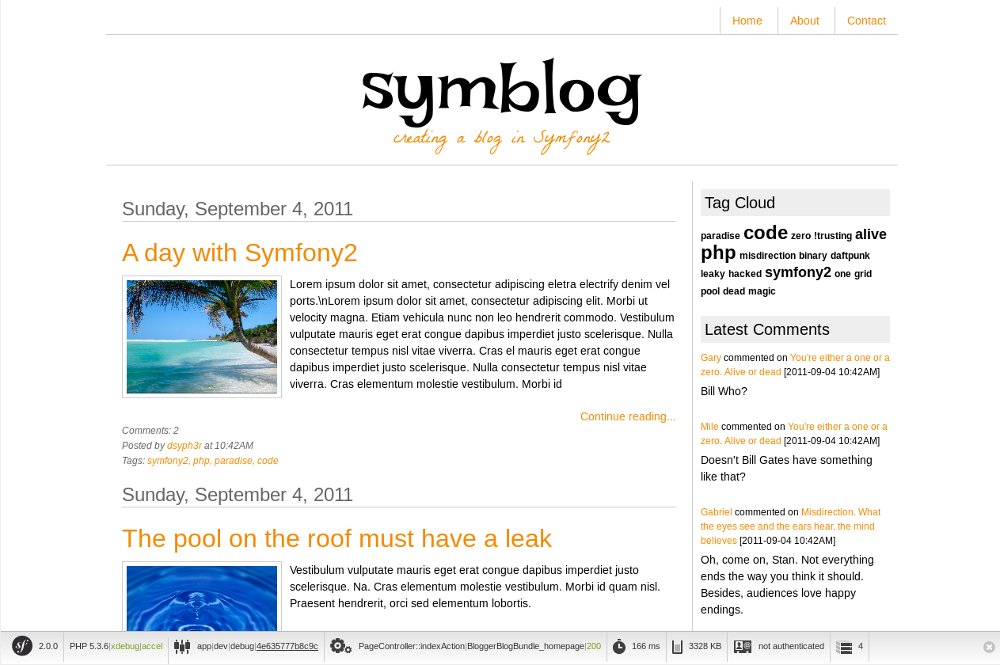 Home About Contact
symblog
creating a blog in Symfony2
Sunday, September 4, 2011
A day with Symfony2
Lorem ipsum dolor sit amet, consectetur adipiscing eletra electrify denim vel
ports.\nLorem ipsum dolor sit amet, consectetur adipiscing elit. Morbi ut
velocity magna. Etiam vehicula nunc non leo hendrerit commodo. Vestibulum
vulputate mauris eget erat congue dapibus imperdiet justo scelerisque. Nulla
consectetur tempus nisl vitae viverra. Cras el mauris eget erat congue
dapibus imperdiet justo scelerisque. Nulla consectetur tempus nisl vitae
viverra. Cras elementum molestie vestibulum. Morbi id
Continue reading...
Comments: 2
Posted by dsyph3r at 10:42AM
Tags: symfony2, php, paradise, code
Sunday, September 4, 2011
The pool on the roof must have a leak
Vestibulum vulputate mauris eget erat congue dapibus imperdiet justo
scelerisque. Na. Cras elementum molestie vestibulum. Morbi id quam nisl.
Praesent hendrerit, orci sed elementum lobortis.
Tag Cloud
paradise code zero !trusting alive
php misdirection binary daftpunk
leaky hacked symfony2 one grid
pool dead magic
Latest Comments
Gary commented on You're either a one or a
zero. Alive or dead [2011-09-04 10:42AM]
Bill Who?
Mile commented on You're either a one or a
zero. Alive or dead [2011-09-04 10:42AM]
Doesn't Bill Gates have something
like that?
Gabriel commented on Misdirection. What
the eyes see and the ears hear, the mind
believes [2011-09-04 10:42AM]
Oh, come on, Stan. Not everything
ends the way you think it should.
Besides, audiences love happy
endings.
sf 2.0.0 PHP 5.3.6|xdebug|accel app|dev|debug|4e635777b8c9c PageController::indexAction|BloggerBlogBundle_homepage|200 166 ms 3328 KB not authenticated 4